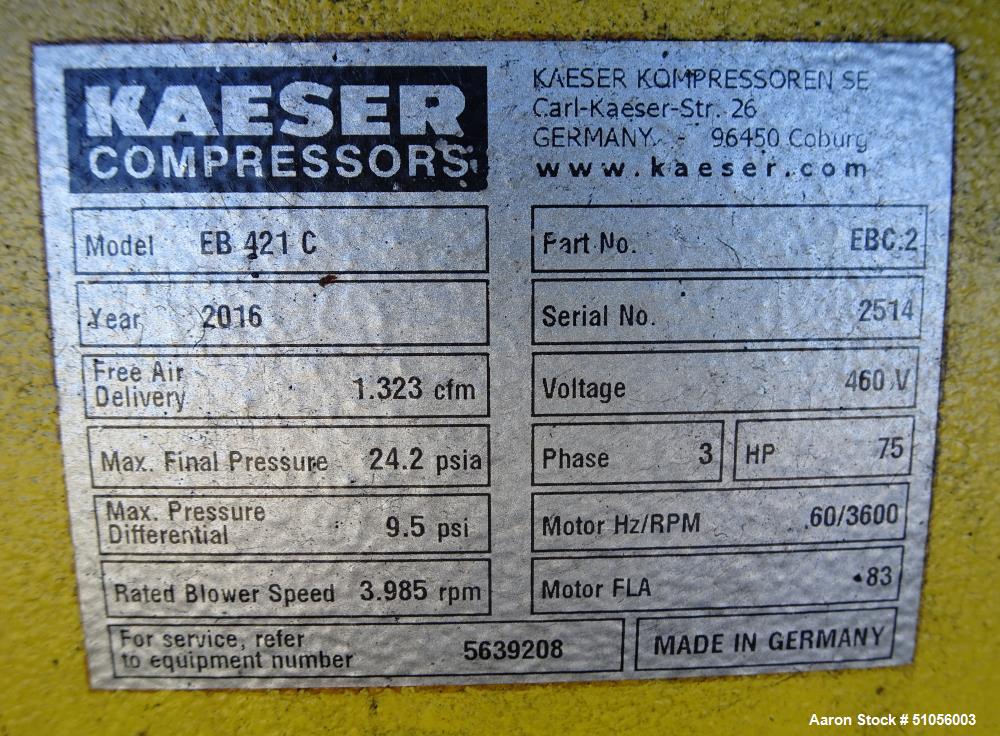 KAESER
COMPRESSORS
KAESER KOMPRESSOREN SE
Carl-Kaeser-Str. 26
GERMANY - 96450 Coburg
www.kaeser.com
Model EB 421 C
Part No. EBC.2
Year 2016
Serial No. 2514
Free Air
Delivery 1.323 cfm
Voltage 460 V
Max. Final Pressure 24.2 psia
Phase 3 HP 75
Max. Pressure
Differential 9.5 psi
Motor Hz/RPM 60/3600
Rated Blower Speed 3.985 rpm
Motor FLA 83
For service, refer
to equipment number 5639208
MADE IN GERMANY
Aaron Stock # 51056003